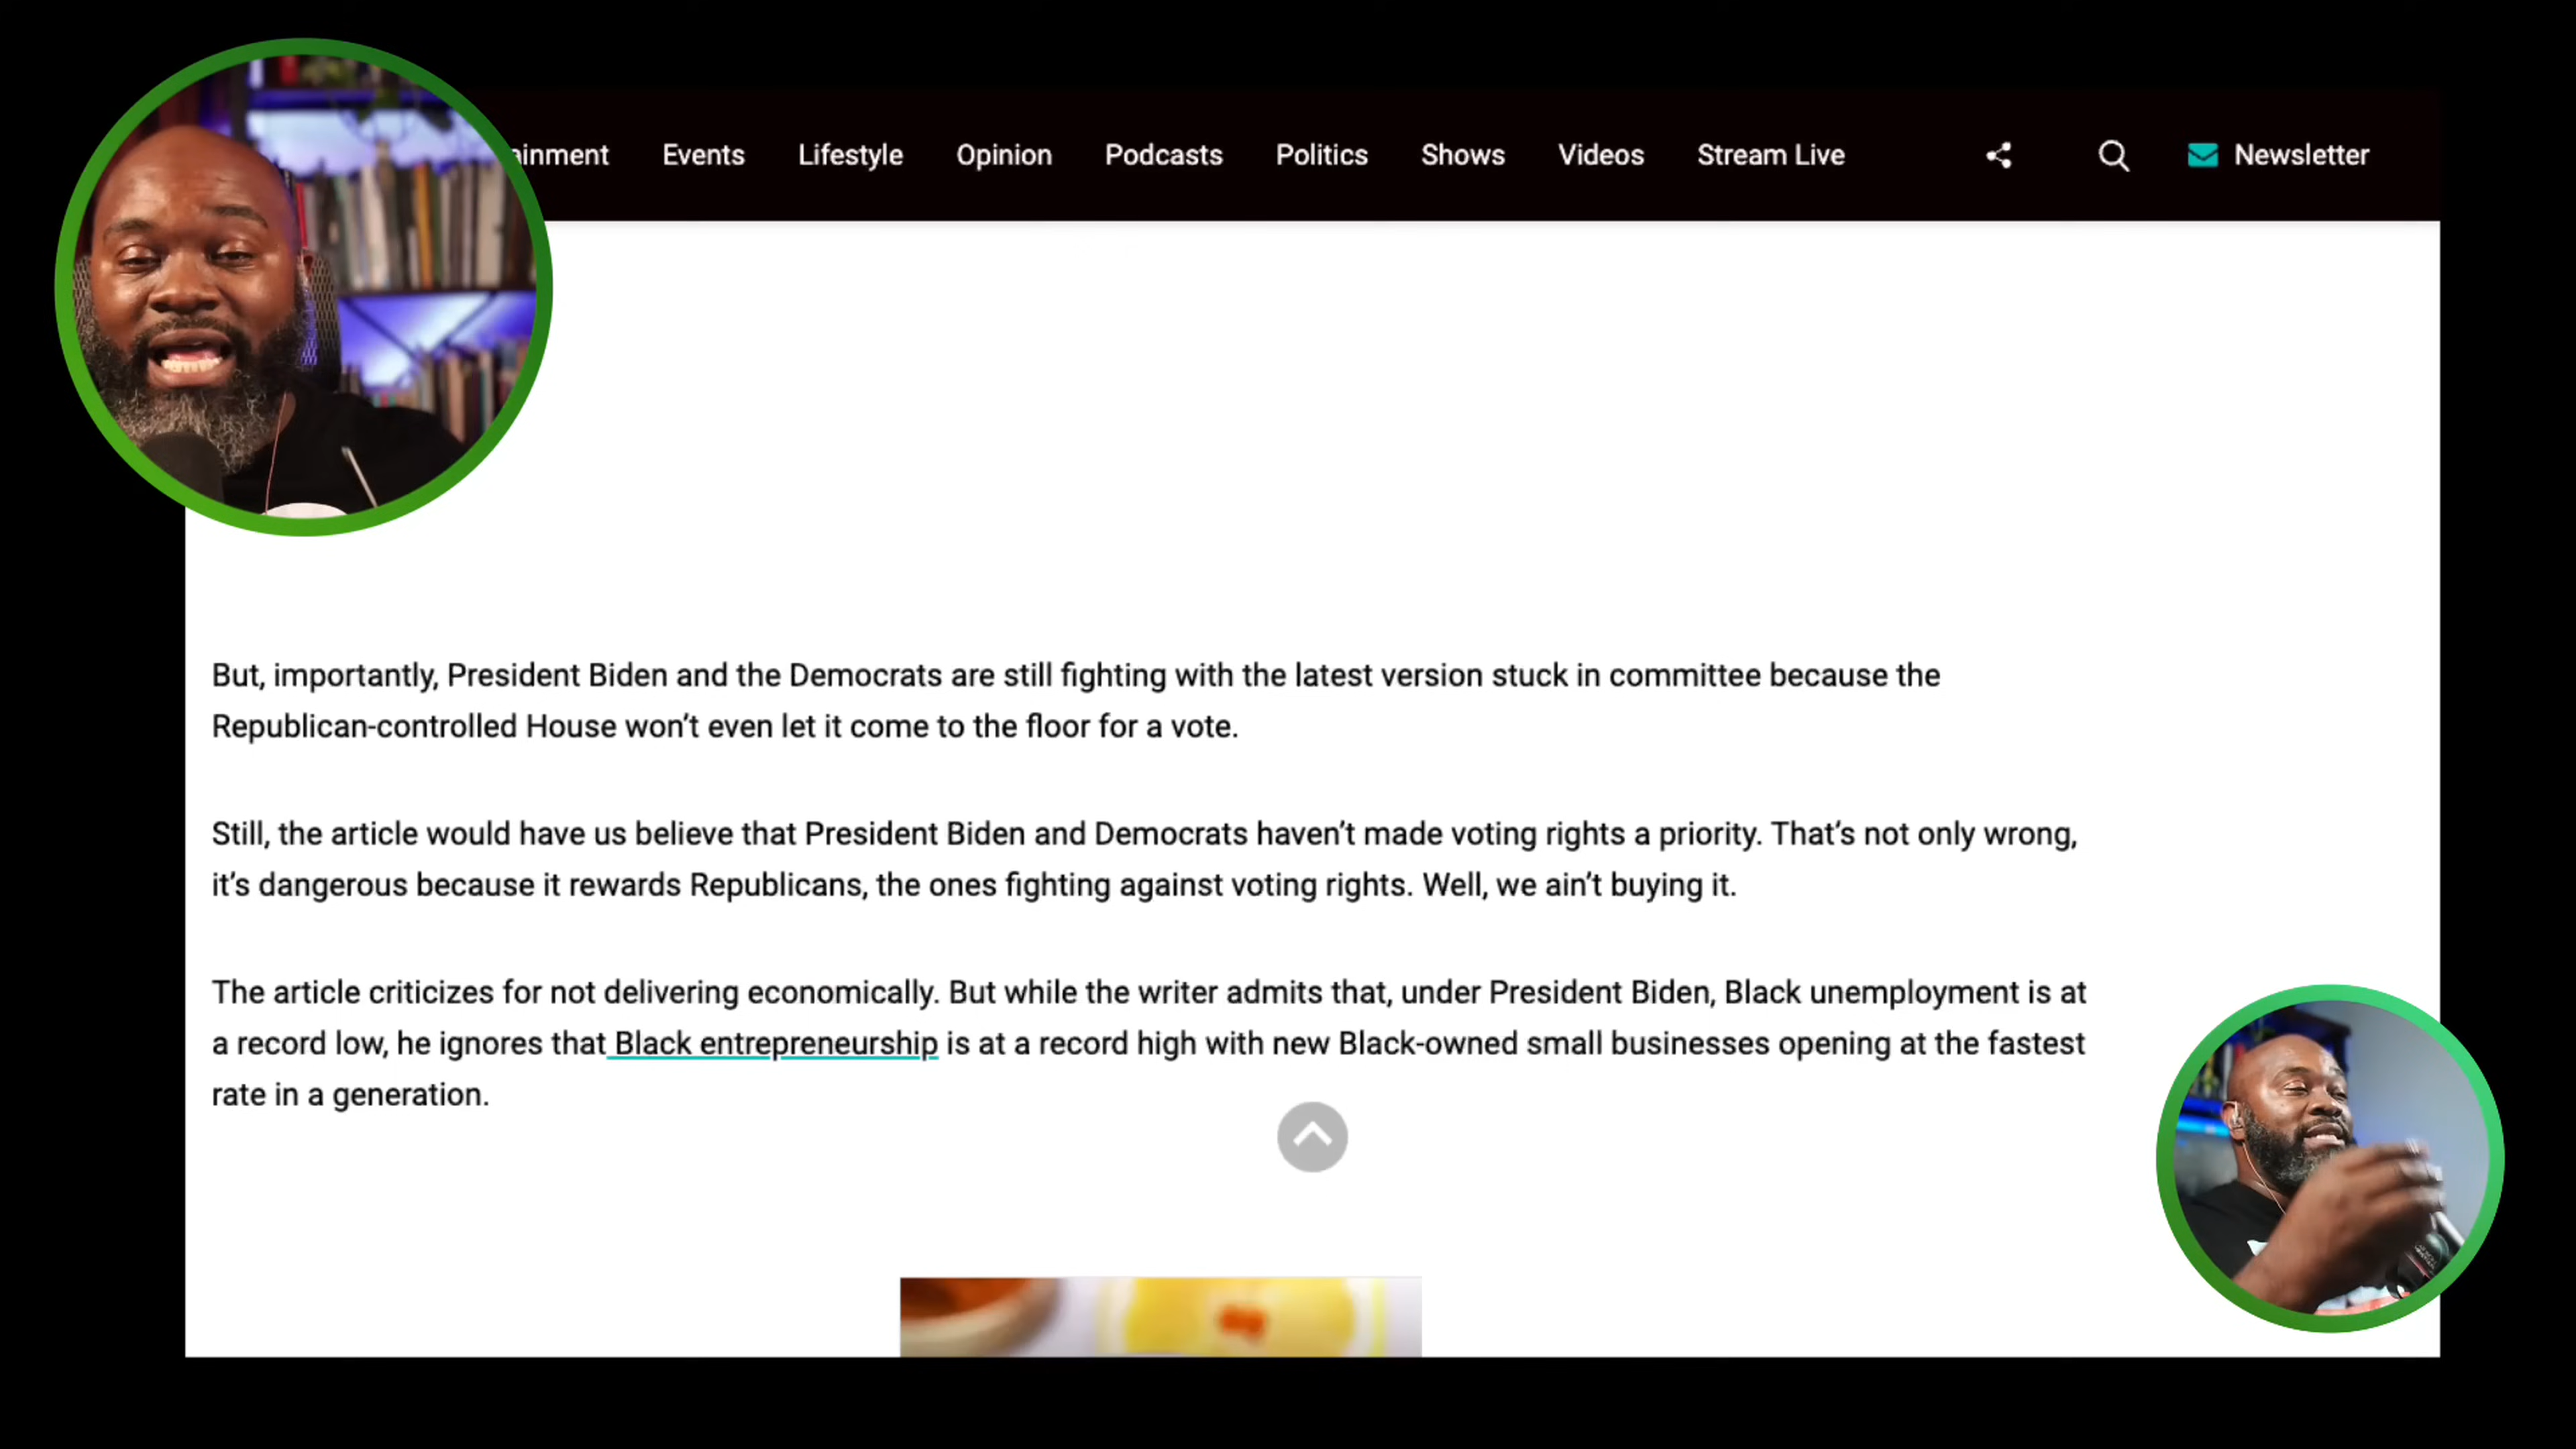 ainment Events Lifestyle Opinion Podcasts Politics Shows Videos Stream Live Newsletter
But, importantly, President Biden and the Democrats are still fighting with the latest version stuck in committee because the
Republican-controlled House won’t even let it come to the floor for a vote.
Still, the article would have us believe that President Biden and Democrats haven’t made voting rights a priority. That’s not only wrong,
it’s dangerous because it rewards Republicans, the ones fighting against voting rights. Well, we ain’t buying it.
The article criticizes for not delivering economically. But while the writer admits that, under President Biden, Black unemployment is at
a record low, he ignores that Black entrepreneurship is at a record high with new Black-owned small businesses opening at the fastest
rate in a generation.